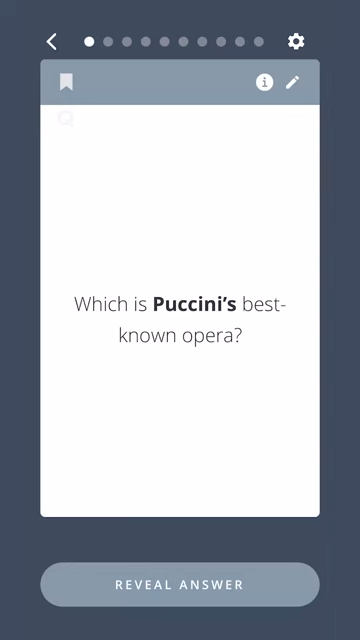 Which is Puccini’s best-
known opera?
REVEAL ANSWER